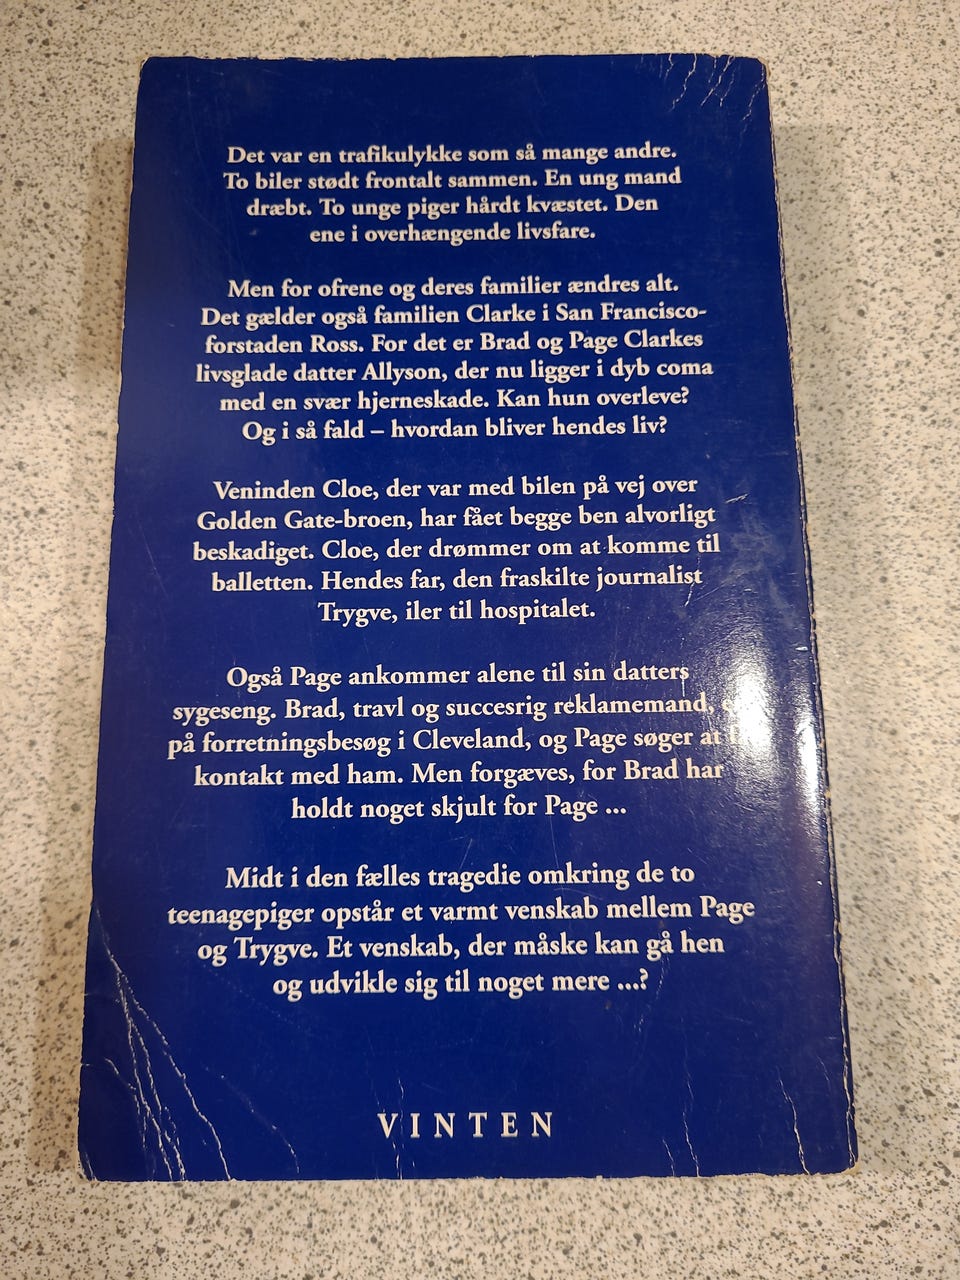 Det var en trafikulykke som så mange andre.
To biler stødt frontalt sammen. En ung mand
dræbt. To unge piger hårdt kvæstet. Den
ene i overhængende livsfare.
Men for ofrene og deres familier ændres alt.
Det gælder også familien Clarke i San Francisco-
forstaden Ross. For det er Brad og Page Clarkes
livsglade datter Allyson, der nu ligger i dyb coma
med en svær hjerneskade. Kan hun overleve?
Og i så fald – hvordan bliver hendes liv?
Veninden Cloe, der var med bilen på vej over
Golden Gate-broen, har fået begge ben alvorligt
beskadiget. Cloe, der drømmer om at komme til
balletten. Hendes far, den fraskilte journalist
Trygve, iler til hospitalet.
Også Page ankommer alene til sin datters
sygeseng. Brad, travl og succesrig reklamemand,
på forretningsbesøg i Cleveland, og Page søger at
kontakt med ham. Men forgæves, for Brad har
holdt noget skjult for Page ...
Midt i den fælles tragedie omkring de to
teenagepiger opstår et varmt venskab mellem Page
og Trygve. Et venskab, der måske kan gå hen
og udvikle sig til noget mere ...?
VINTEN